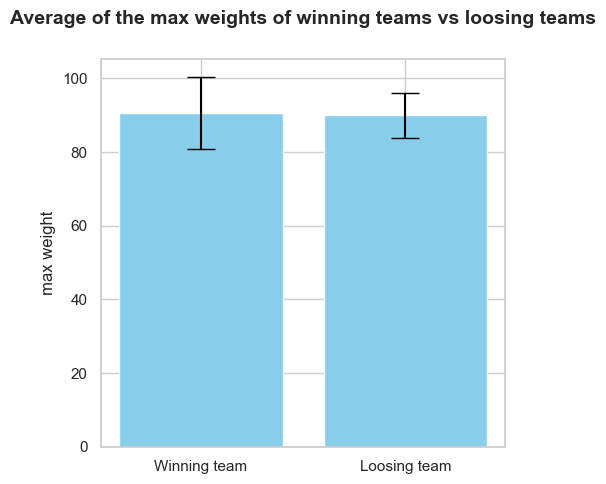 Average of the max weights of winning teams vs loosing teams
100
80
60
40
20
0
max weight
Winning team
Loosing team